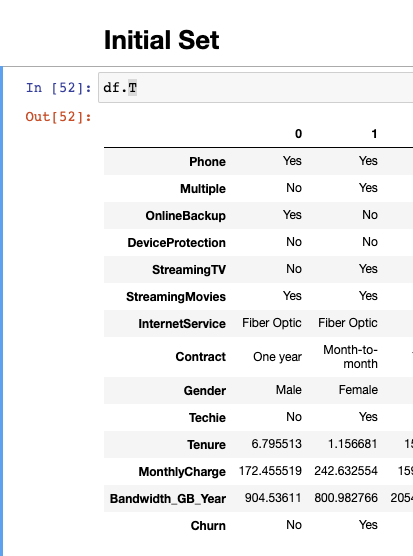 Initial Set
In [52]: df.T
Out[52]:
0 1
Phone Yes Yes
Multiple No Yes
OnlineBackup Yes No
DeviceProtection No No
StreamingTV No Yes
StreamingMovies Yes Yes
InternetService Fiber Optic Fiber Optic
Contract One year Month-to-
month
Gender Male Female
Techie No Yes
Tenure 6.795513 1.156681
MonthlyCharge 172.455519 242.632554
Bandwidth_GB_Year 904.53611 800.982766
Churn No Yes